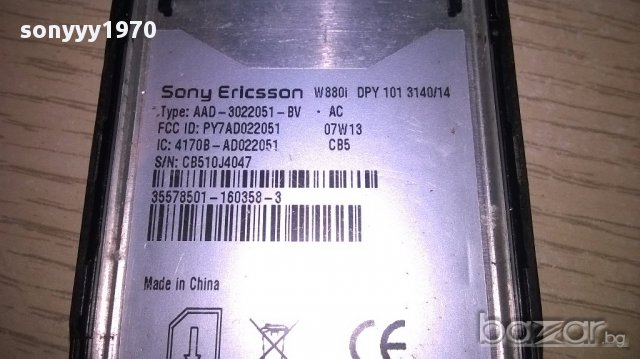 sonyyy1970
Sony Ericsson W880i DPY 101 3140/14
Type: AAD-3022051-BV · AC
FCC ID: PY7AD022051 07W13
IC: 4170B-AD022051 CB5
S/N: CB510J4047
35578501-160358-3
Made in China
CE
bazar.bg